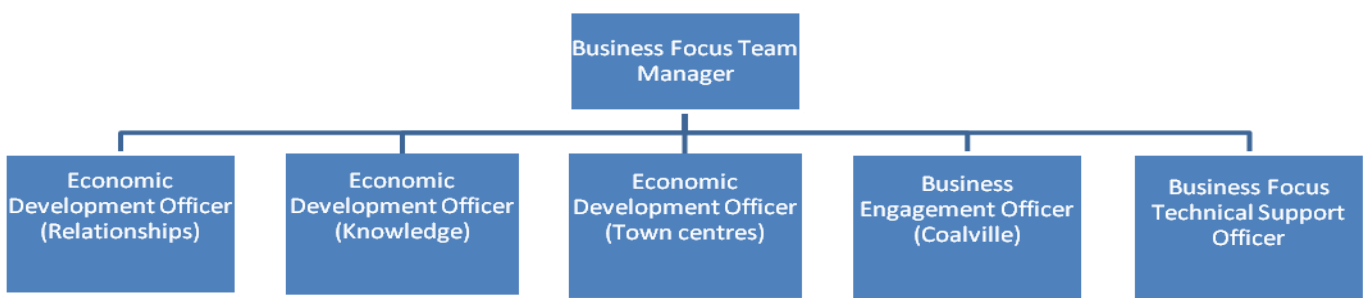 Business Focus Team
Manager
Economic
Development Officer
(Relationships)
Economic
Development Officer
(Knowledge)
Economic
Development Officer
(Town centres)
Business
Engagement Officer
(Coalville)
Business Focus
Technical Support
Officer